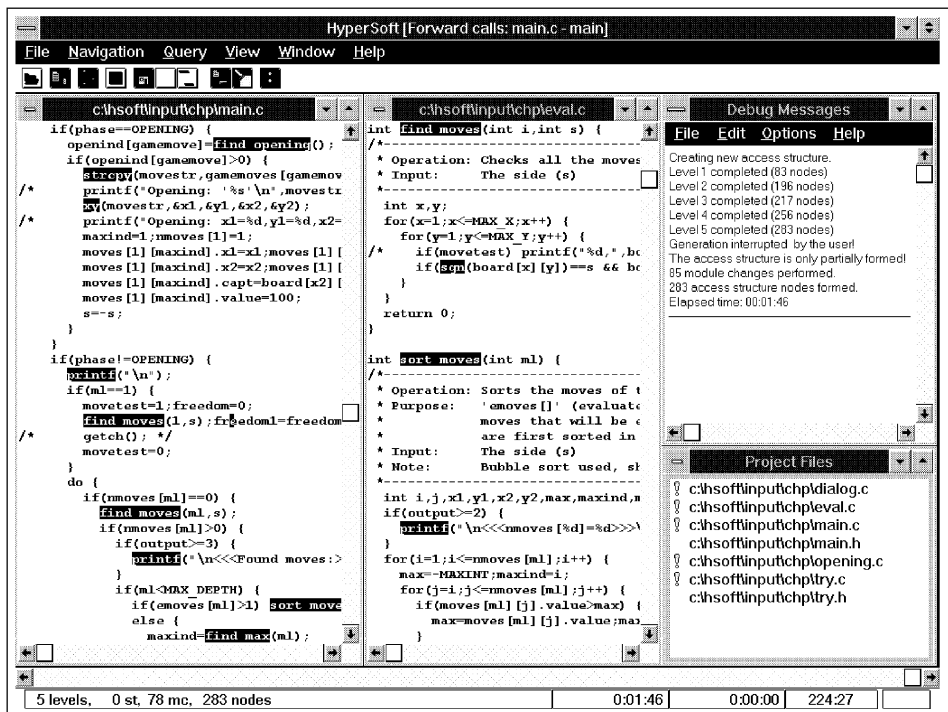 HyperSoft [Forward calls: main.c - main]
File Navigation Query View Window Help
c:\hsoft\input\chp\main.c
if(phase==OPENING) {
openind[gamemove]=find_opening();
if(openind[gamemove]>0) {
strcpy(movestr,gamemoves[gamemove
/* printf("Opening: '%s'\n",movestr
xy(movestr,&x1,&y1,&x2,&y2);
/* printf("Opening: x1=%d,y1=%d,x2=
maxind=1;nmoves[1]=1;
moves[1][maxind].x1=x1;moves[1][
moves[1][maxind].x2=x2;moves[1][
moves[1][maxind].capt=board[x2][
moves[1][maxind].value=100;
s=-s;
}
}
if(phase!=OPENING) {
printf("\n");
if(ml==1) {
movetest=1;freedom=0;
find_moves(1,s);freedom1=freedom
/* getch(); */
movetest=0;
}
do {
if(nmoves[ml]==0) {
find_moves(ml,s);
if(nmoves[ml]>0) {
if(output>=3) {
printf("\n<<<Found moves:>
}
if(ml<MAX_DEPTH) {
if(emoves[ml]>1) sort_move
else {
maxind=find_max(ml);
c:\hsoft\input\chp\eval.c
int find_moves(int i,int s) {
/*-----------------------------
* Operation: Checks all the moves
* Input: The side (s)
*-----------------------------
int x,y;
for(x=1;x<=MAX_X;x++) {
for(y=1;y<=MAX_Y;y++) {
/* if(movetest) printf("%d,",bo
if(sgn(board[x][y])==s && bo
}
}
return 0;
}
int sort_moves(int ml) {
/*-----------------------------
* Operation: Sorts the moves of t
* Purpose: 'emoves[]' (evaluate
* moves that will be e
* are first sorted in
* Input: The side (s)
* Note: Bubble sort used, sh
*-----------------------------
int i,j,x1,y1,x2,y2,max,maxind,m
if(output>=2) {
printf("\n<<<nmoves[%d]=%d>>>\
}
for(i=1;i<=nmoves[ml];i++) {
max=-MAXINT;maxind=i;
for(j=i;j<=nmoves[ml];j++) {
if(moves[ml][j].value>max) {
max=moves[ml][j].value;max
}
Debug Messages
File Edit Options Help
Creating new access structure.
Level 1 completed (83 nodes)
Level 2 completed (196 nodes)
Level 3 completed (217 nodes)
Level 4 completed (256 nodes)
Level 5 completed (283 nodes)
Generation interrupted by the user!
The access structure is only partially formed!
85 module changes performed.
283 access structure nodes formed.
Elapsed time: 00:01:46
Project Files
c:\hsoft\input\chp\dialog.c
c:\hsoft\input\chp\eval.c
c:\hsoft\input\chp\main.c
c:\hsoft\input\chp\main.h
c:\hsoft\input\chp\opening.c
c:\hsoft\input\chp\try.c
c:\hsoft\input\chp\try.h
5 levels, 0 st, 78 mc, 283 nodes 0:01:46 0:00:00 224:27